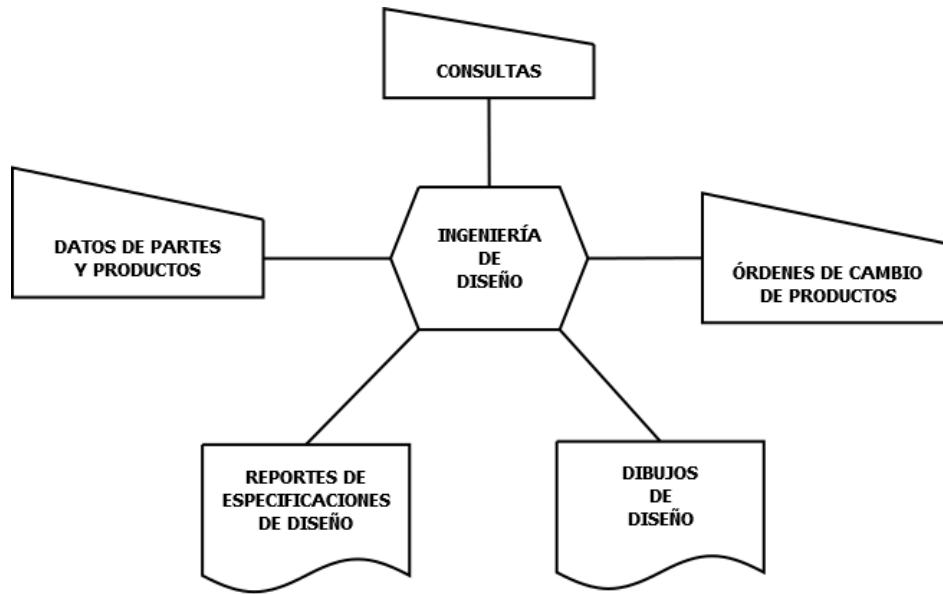 CONSULTAS
DATOS DE PARTES
Y PRODUCTOS
INGENIERÍA
DE
DISEÑO
ÓRDENES DE CAMBIO
DE PRODUCTOS
REPORTES DE
ESPECIFICACIONES
DE DISEÑO
DIBUJOS
DE
DISEÑO